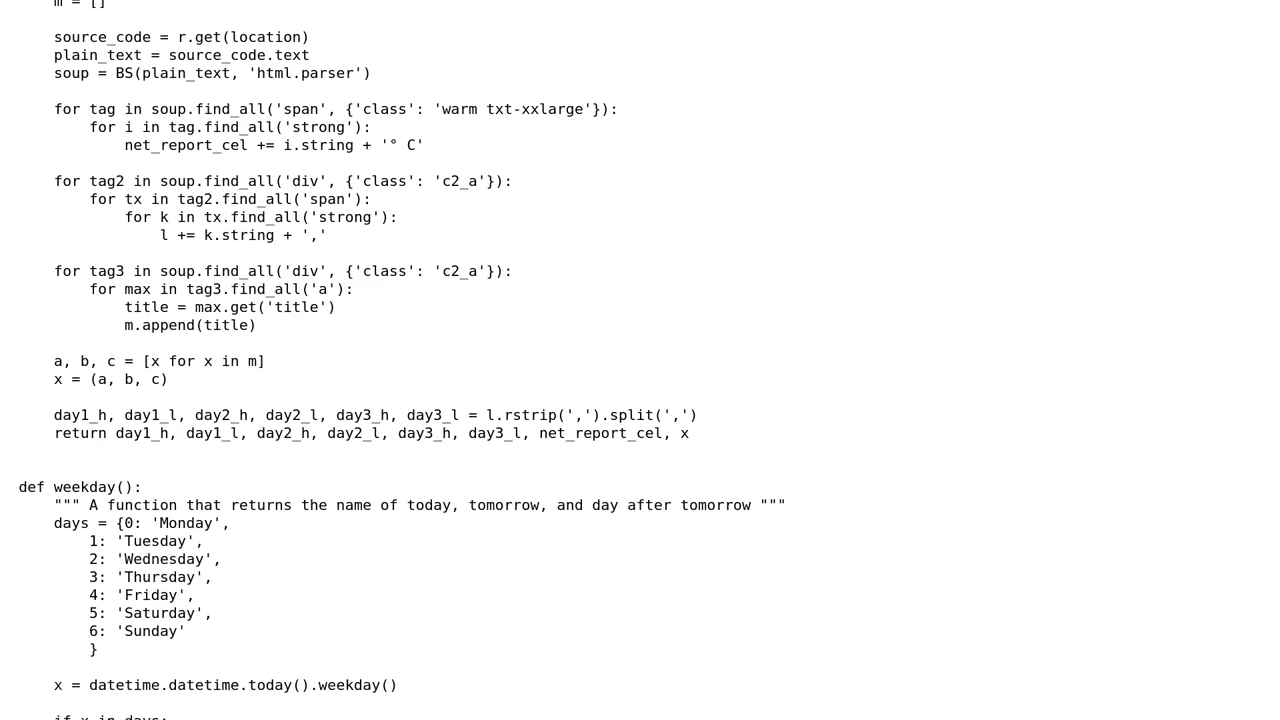 m = []

    source_code = r.get(location)
    plain_text = source_code.text
    soup = BS(plain_text, 'html.parser')

    for tag in soup.find_all('span', {'class': 'warm txt-xxlarge'}):
        for i in tag.find_all('strong'):
            net_report_cel += i.string + '° C'

    for tag2 in soup.find_all('div', {'class': 'c2_a'}):
        for tx in tag2.find_all('span'):
            for k in tx.find_all('strong'):
                l += k.string + ','

    for tag3 in soup.find_all('div', {'class': 'c2_a'}):
        for max in tag3.find_all('a'):
            title = max.get('title')
            m.append(title)

    a, b, c = [x for x in m]
    x = (a, b, c)

    day1_h, day1_l, day2_h, day2_l, day3_h, day3_l = l.rstrip(',').split(',')
    return day1_h, day1_l, day2_h, day2_l, day3_h, day3_l, net_report_cel, x


def weekday():
    """ A function that returns the name of today, tomorrow, and day after tomorrow """
    days = {0: 'Monday',
        1: 'Tuesday',
        2: 'Wednesday',
        3: 'Thursday',
        4: 'Friday',
        5: 'Saturday',
        6: 'Sunday'
        }

    x = datetime.datetime.today().weekday()

    if x in days: